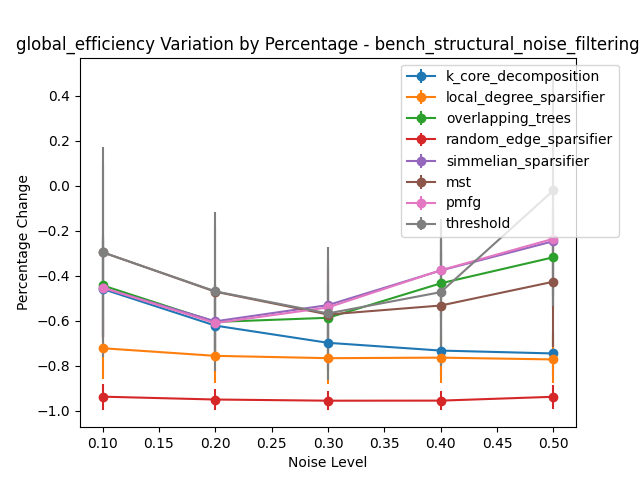 global_efficiency Variation by Percentage - bench_structural_noise_filtering
k_core_decomposition
local_degree_sparsifier
overlapping_trees
random_edge_sparsifier
simmelian_sparsifier
mst
pmfg
threshold
Percentage Change
0.4
0.2
0.0
−0.2
−0.4
−0.6
−0.8
−1.0
0.10 0.15 0.20 0.25 0.30 0.35 0.40 0.45 0.50
Noise Level